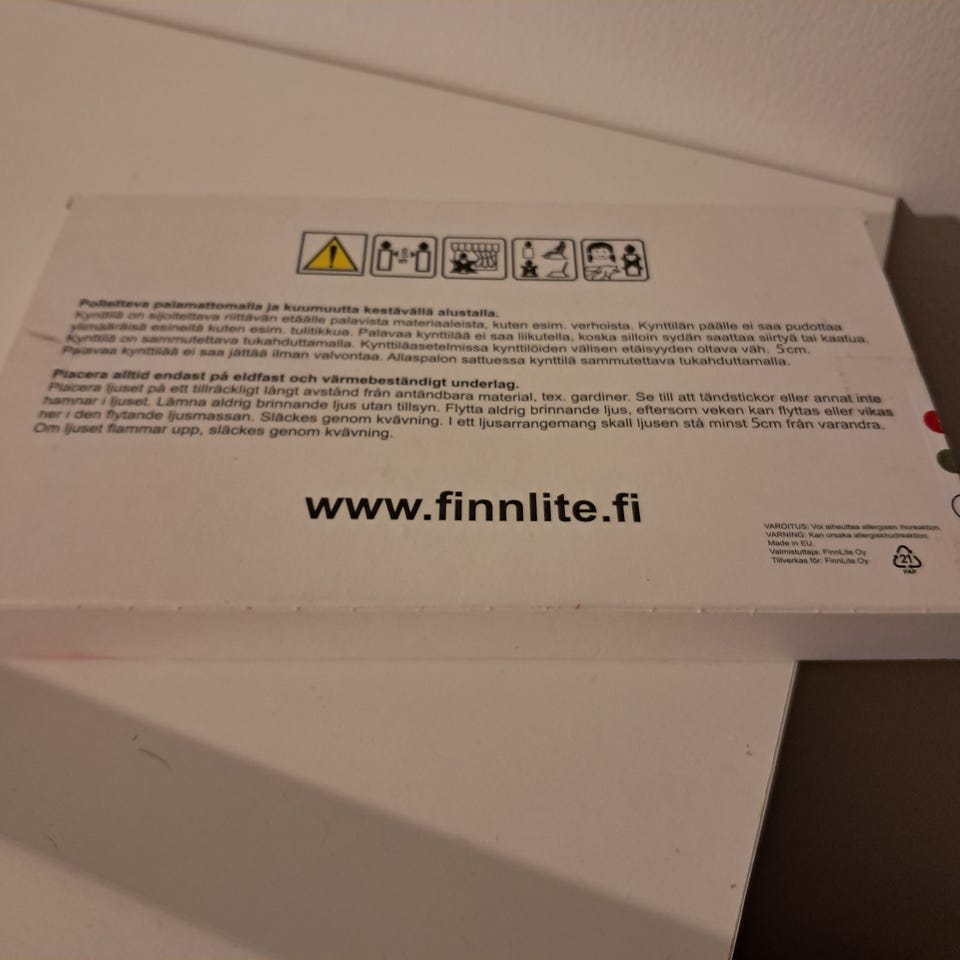 5cm
Poltettava palamattomalla ja kuumuutta kestävällä alustalla.
Kynttilä on sijoitettava riittävän etäälle palavista materiaaleista, kuten esim. verhoista. Kynttilän päälle ei saa pudottaa
ylimääräisiä esineitä kuten esim. tulitikkua. Palavaa kynttilää ei saa liikutella, koska silloin sydän saattaa siirtyä tai kaatua.
Kynttilä on sammutettava tukahduttamalla. Kynttiläasetelmissa kynttilöiden välisen etäisyyden oltava väh. 5cm.
Palavaa kynttilää ei saa jättää ilman valvontaa. Allaspalon sattuessa kynttilä sammutettava tukahduttamalla.
Placera alltid endast på eldfast och värmebeständigt underlag.
Placera ljuset på ett tillräckligt långt avstånd från antändbara material, tex. gardiner. Se till att tändstickor eller annat inte
hamnar i ljuset. Lämna aldrig brinnande ljus utan tillsyn. Flytta aldrig brinnande ljus, eftersom veken kan flyttas eller vikas
ner i den flytande ljusmassan. Släckes genom kvävning. I ett ljusarrangemang skall ljusen stå minst 5cm från varandra.
Om ljuset flammar upp, släckes genom kvävning.
www.finnlite.fi
VAROITUS: Voi aiheuttaa allergisen ihoreaktion.
VARNING: Kan orsaka allergiskhudreaktion.
Made in EU.
Valmistuttaja: FinnLite Oy.
Tillverkas för: FinnLite Oy.
21
PAP